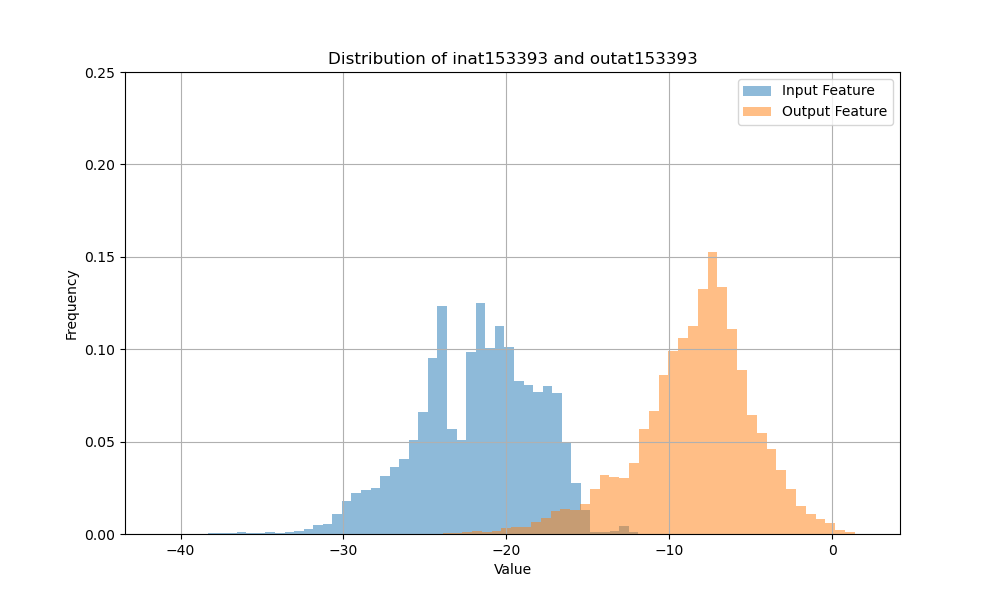 Distribution of inat153393 and outat153393
Input Feature
Output Feature
0.25
0.20
0.15
0.10
0.05
0.00
Frequency
−40
−30
−20
−10
0
Value